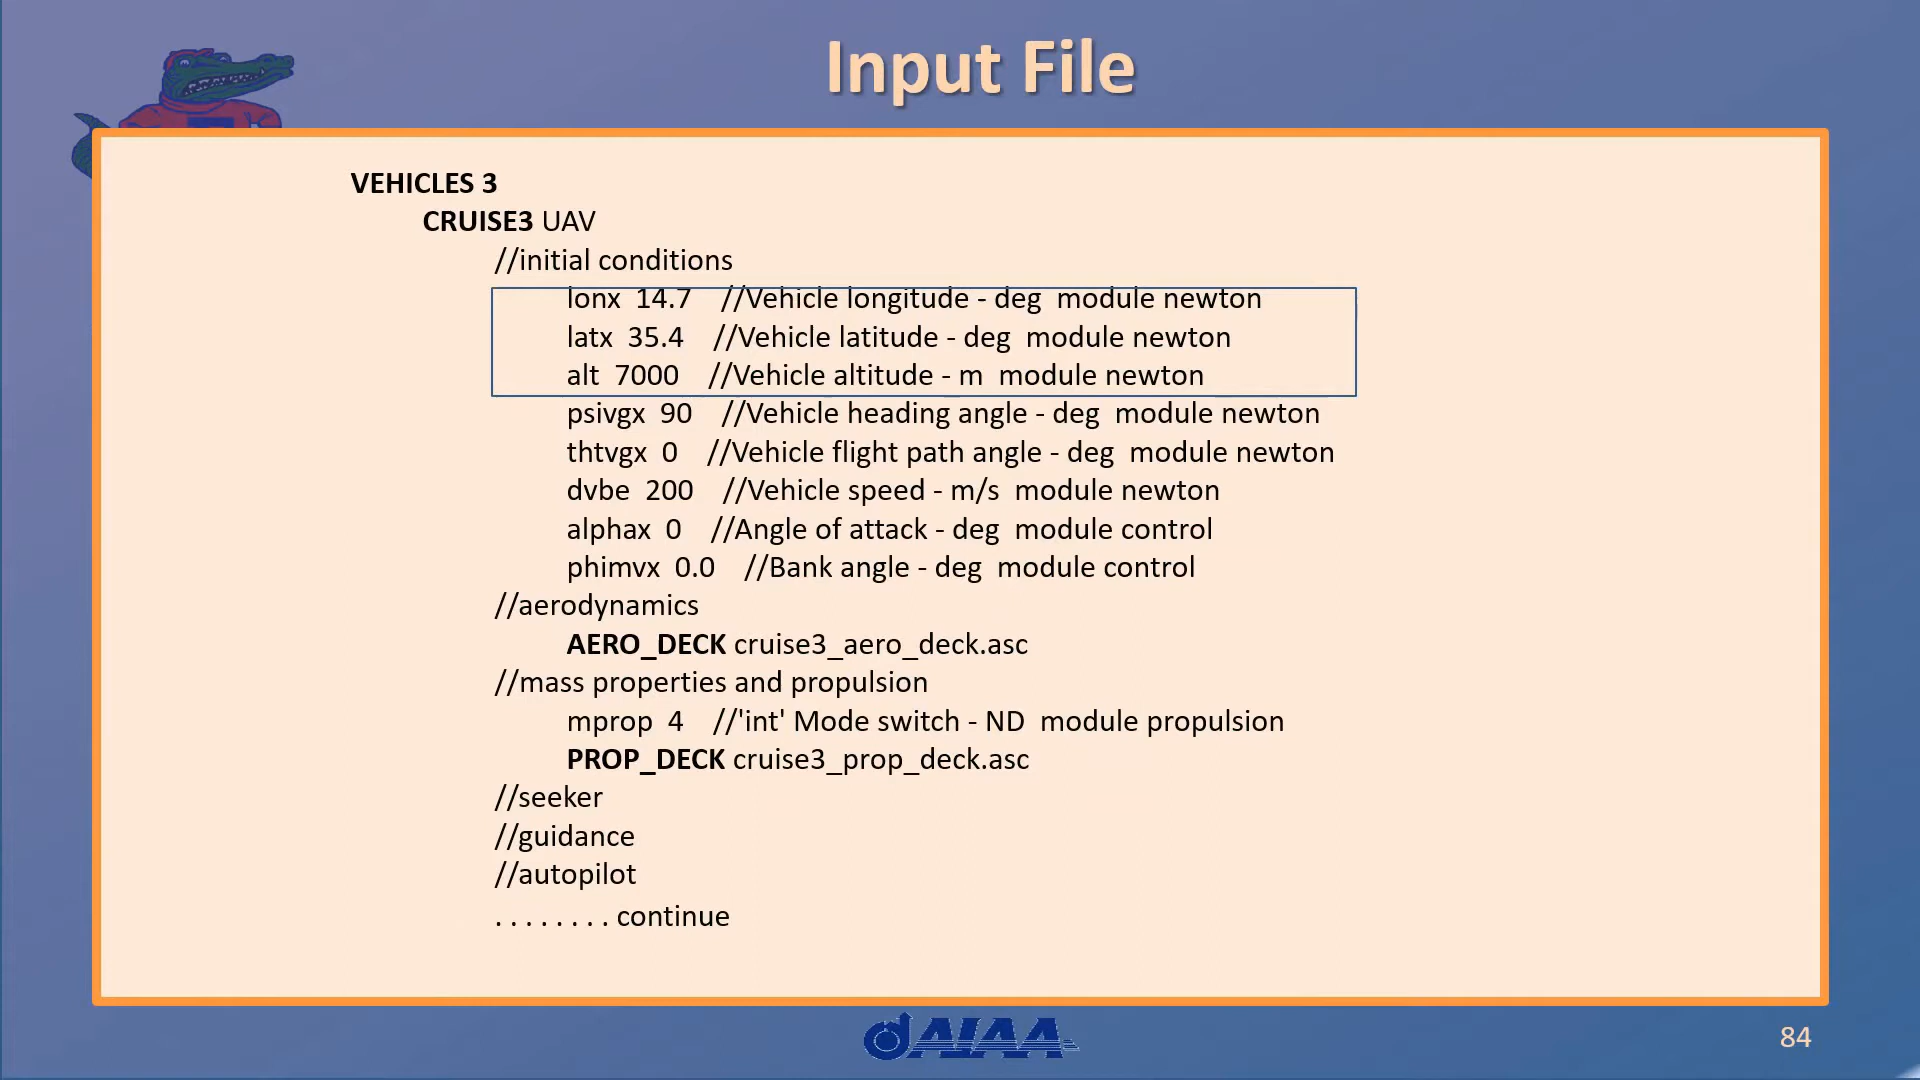 Input File
VEHICLES 3
CRUISE3 UAV
//initial conditions
lonx 14.7 //Vehicle longitude - deg module newton
latx 35.4 //Vehicle latitude - deg module newton
alt 7000 //Vehicle altitude - m module newton
psivgx 90 //Vehicle heading angle - deg module newton
thtvgx 0 //Vehicle flight path angle - deg module newton
dvbe 200 //Vehicle speed - m/s module newton
alphax 0 //Angle of attack - deg module control
phimvx 0.0 //Bank angle - deg module control
//aerodynamics
AERO_DECK cruise3_aero_deck.asc
//mass properties and propulsion
mprop 4 //'int' Mode switch - ND module propulsion
PROP_DECK cruise3_prop_deck.asc
//seeker
//guidance
//autopilot
. . . . . . . . continue
AIAA
84